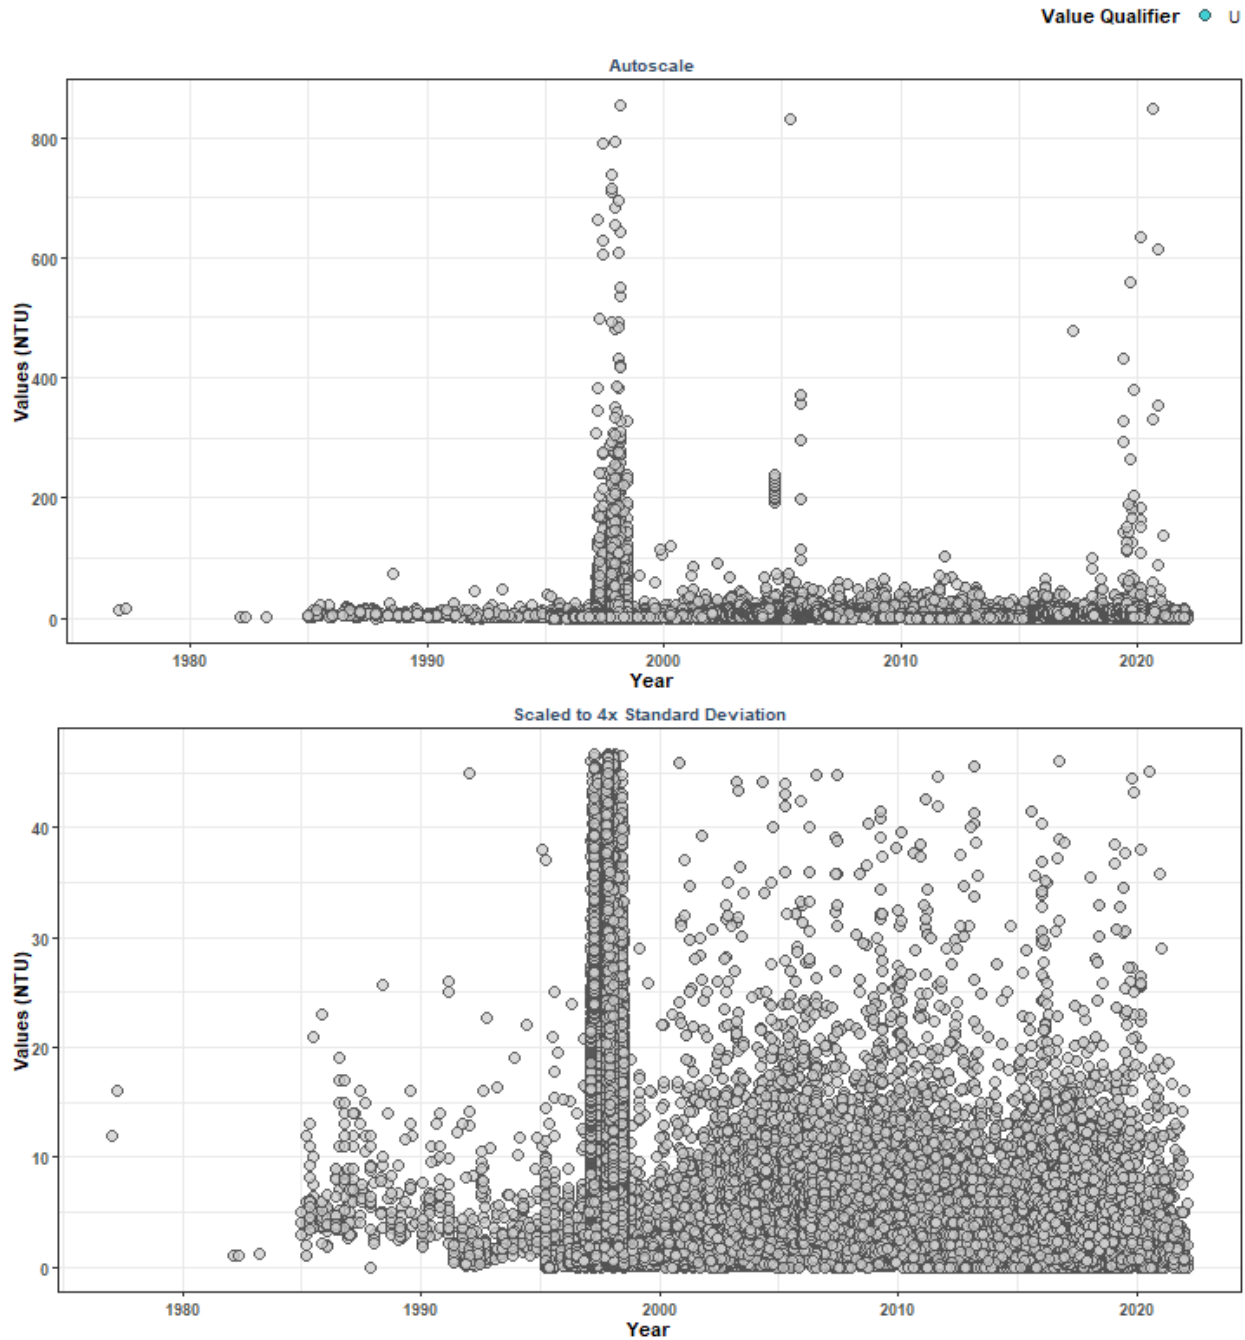 Value Qualifier U
Autoscale
Values (NTU)
800
600
400
200
0
1980 1990 2000 2010 2020
Year
Scaled to 4x Standard Deviation
Values (NTU)
40
30
20
10
0
1980 1990 2000 2010 2020
Year